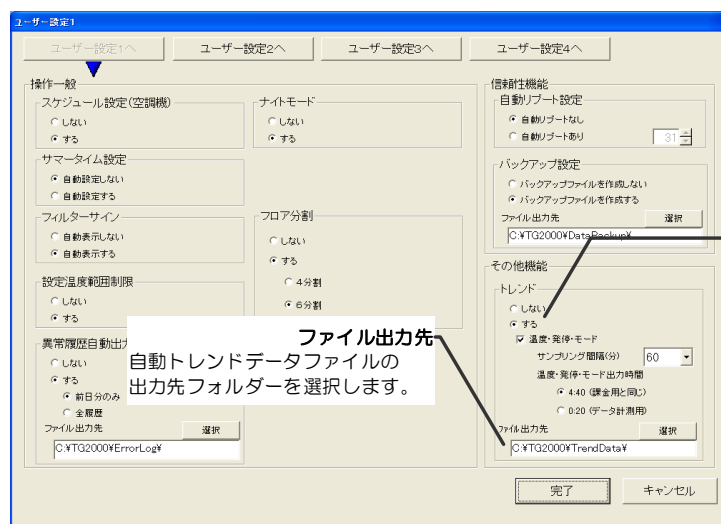 ユーザー設定1
ユーザー設定1へ
ユーザー設定2へ
ユーザー設定3へ
ユーザー設定4へ
操作一般
スケジュール設定(空調機)
しない
する
サマータイム設定
自動設定しない
自動設定する
フィルターサイン
自動表示しない
自動表示する
設定温度範囲制限
しない
する
異常履歴自動出力
しない
する
前日分のみ
全履歴
ファイル出力先
選択
C:¥TG2000¥ErrorLog¥
ナイトモード
しない
する
フロア分割
しない
する
4分割
6分割
ファイル出力先
自動トレンドデータファイルの
出力先フォルダーを選択します。
信頼性機能
自動リブート設定
自動リブートなし
自動リブートあり
31
バックアップ設定
バックアップファイルを作成しない
バックアップファイルを作成する
ファイル出力先
選択
C:¥TG2000¥DataBackup¥
その他機能
トレンド
しない
する
温度・発停・モード
サンプリング間隔(分)
60
温度・発停・モード出力時間
4:40 (課金用と同じ)
0:20 (データ計測用)
ファイル出力先
選択
C:¥TG2000¥TrendData¥
完了
キャンセル